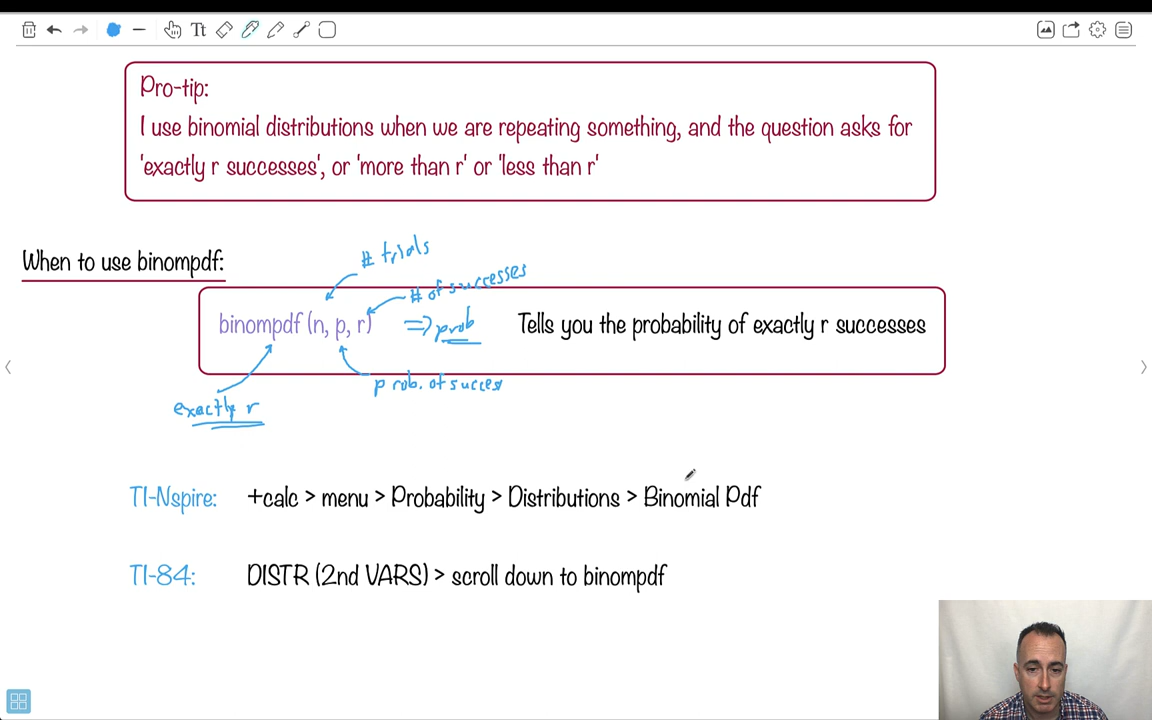 Tt
Pro-tip:
I use binomial distributions when we are repeating something, and the question asks for
'exactly r successes', or 'more than r' or 'less than r'
# trials
When to use binompdf:
# of successes
binompdf (n, p, r) => prob Tells you the probability of exactly r successes
prob. of succes
exactly r
TI-Nspire: +calc > menu > Probability > Distributions > Binomial Pdf
TI-84: DISTR (2nd VARS) > scroll down to binompdf